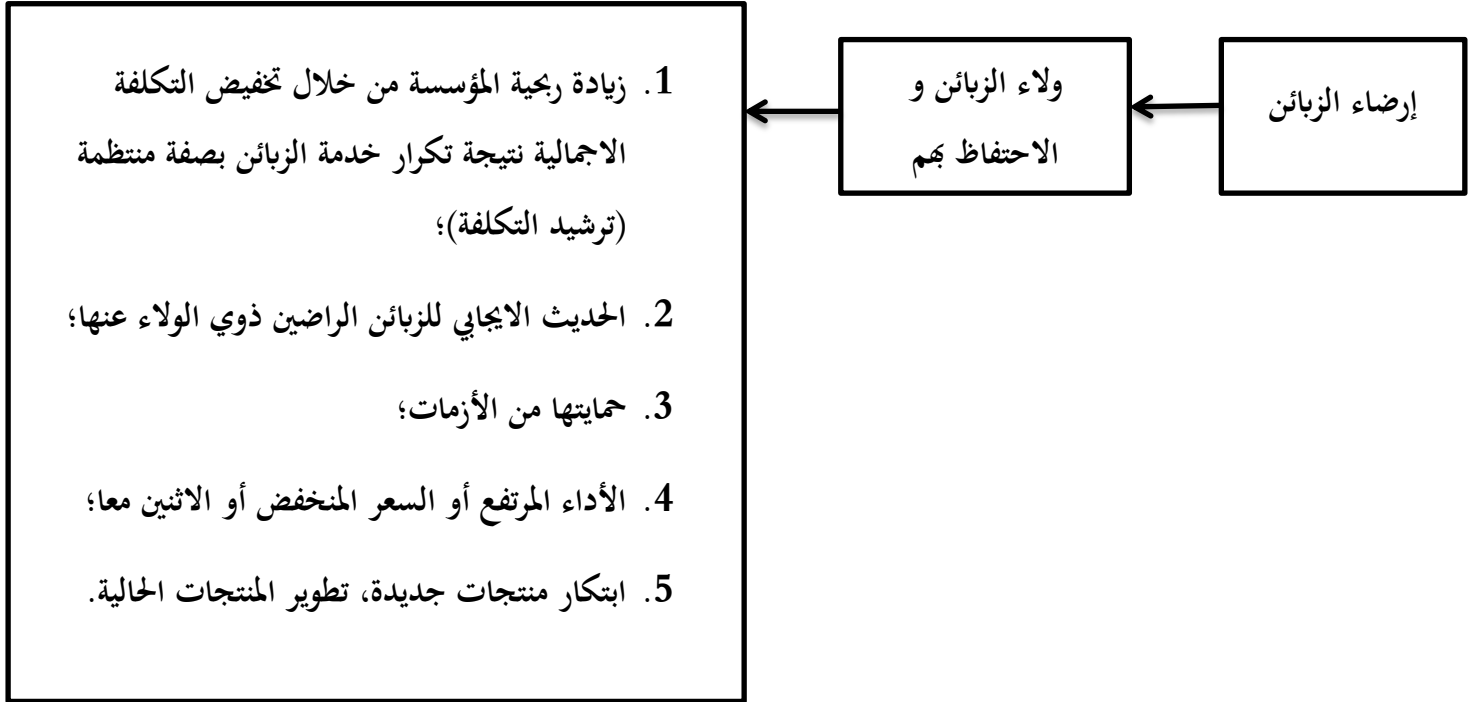 إرضاء الزبائن
ولاء الزبائن و
الاحتفاظ بهم
1. زيادة ربحية المؤسسة من خلال تخفيض التكلفة
الاجمالية نتيجة تكرار خدمة الزبائن بصفة منتظمة
(ترشيد التكلفة)؛
2. الحديث الايجابي للزبائن الراضين ذوي الولاء عنها؛
3. حمايتها من الأزمات؛
4. الأداء المرتفع أو السعر المنخفض أو الاثنين معا؛
5. ابتكار منتجات جديدة، تطوير المنتجات الحالية.